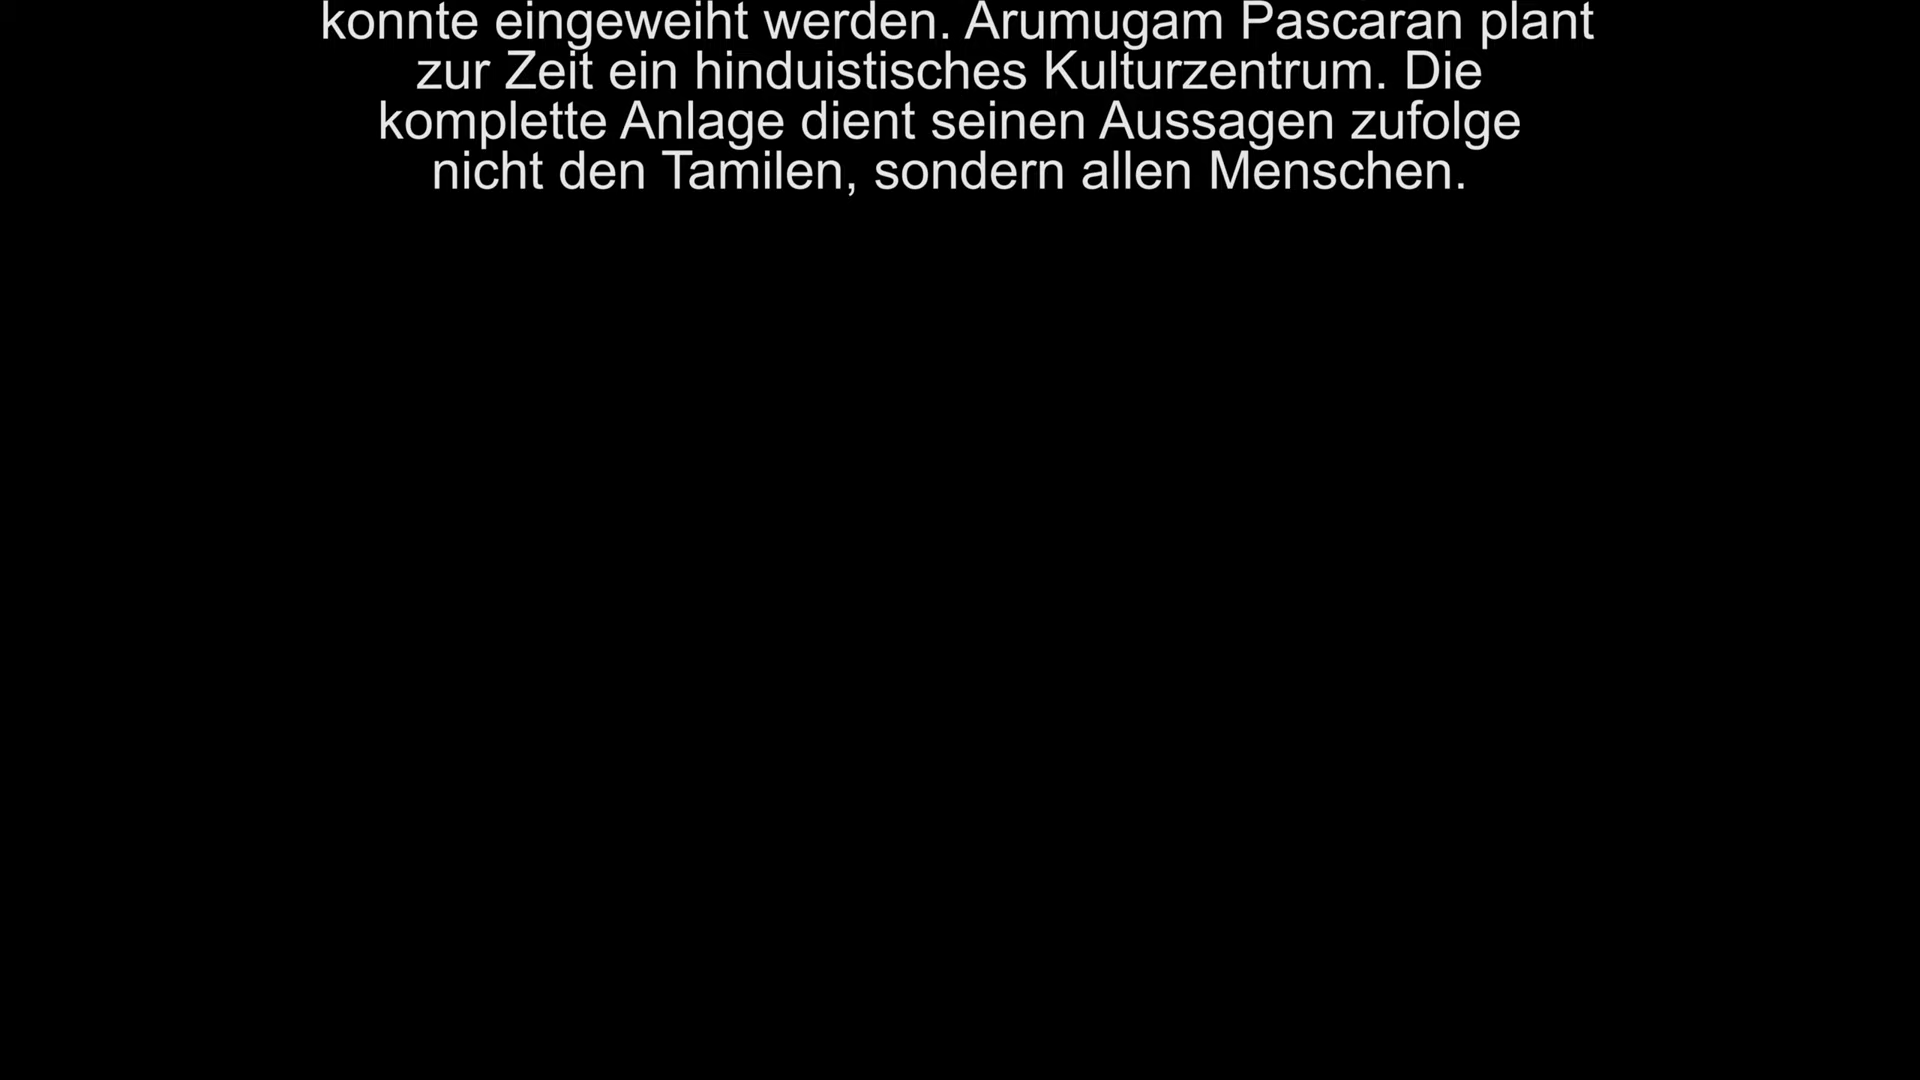 konnte eingeweiht werden. Arumugam Pascaran plant
zur Zeit ein hinduistisches Kulturzentrum. Die
komplette Anlage dient seinen Aussagen zufolge
nicht den Tamilen, sondern allen Menschen.